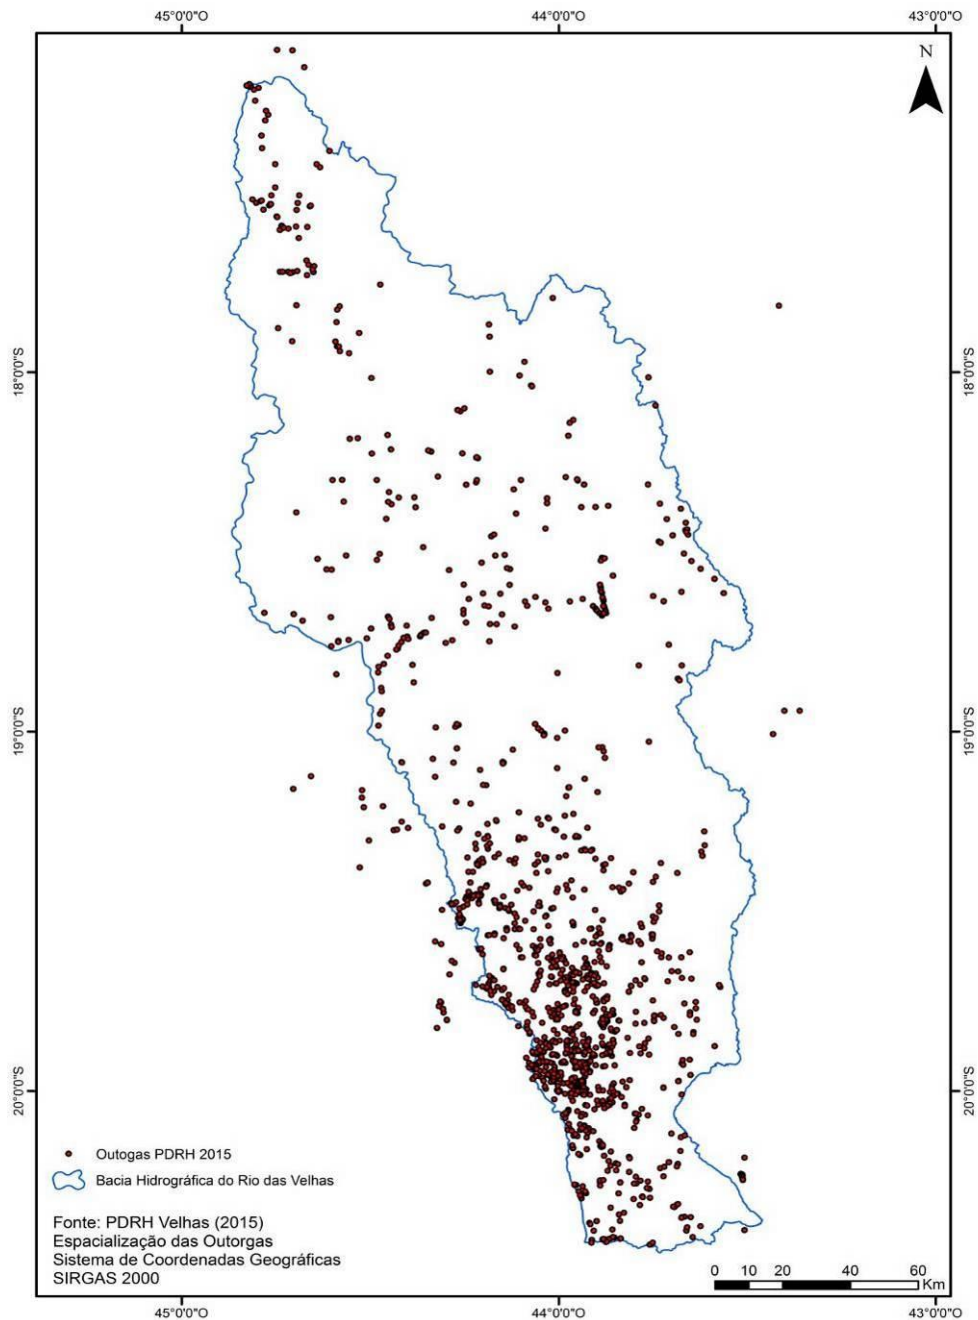 45°0'0"O 44°0'0"O 43°0'0"O
N
18°0'0"S 18°0'0"S
19°0'0"S 19°0'0"S
20°0'0"S 20°0'0"S
Outogas PDRH 2015
Bacia Hidrográfica do Rio das Velhas
Fonte: PDRH Velhas (2015)
Espacialização das Outorgas
Sistema de Coordenadas Geográficas
SIRGAS 2000
0 10 20 40 60
Km
45°0'0"O 44°0'0"O 43°0'0"O